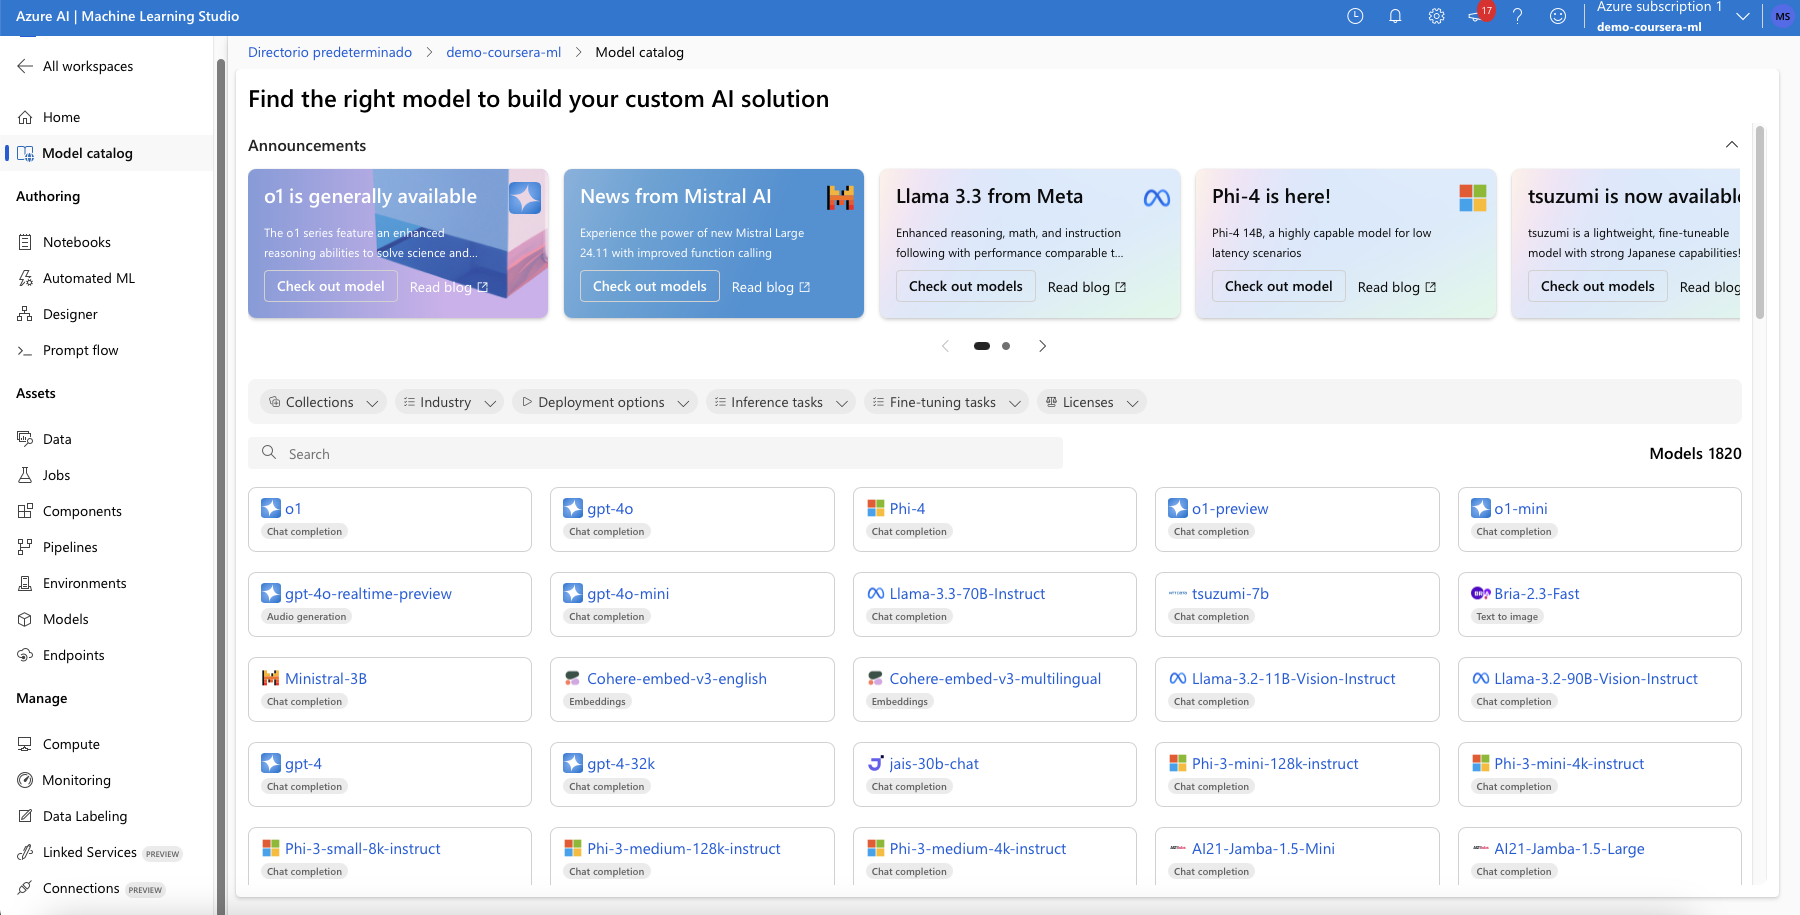 Azure AI | Machine Learning Studio
17
Azure subscription 1
demo-coursera-ml
MS
All workspaces
Home
Model catalog
Authoring
Notebooks
Automated ML
Designer
Prompt flow
Assets
Data
Jobs
Components
Pipelines
Environments
Models
Endpoints
Manage
Compute
Monitoring
Data Labeling
Linked Services PREVIEW
Connections PREVIEW
Directorio predeterminado > demo-coursera-ml > Model catalog
Find the right model to build your custom AI solution
Announcements
o1 is generally available
The o1 series feature an enhanced
reasoning abilities to solve science and...
Check out model Read blog
News from Mistral AI
Experience the power of new Mistral Large
24.11 with improved function calling
Check out models Read blog
Llama 3.3 from Meta
Enhanced reasoning, math, and instruction
following with performance comparable t...
Check out models Read blog
Phi-4 is here!
Phi-4 14B, a highly capable model for low
latency scenarios
Check out model Read blog
tsuzumi is now available
tsuzumi is a lightweight, fine-tuneable
model with strong Japanese capabilities!
Check out models Read blog
Collections Industry Deployment options Inference tasks Fine-tuning tasks Licenses
Search
Models 1820
o1
Chat completion
gpt-4o
Chat completion
Phi-4
Chat completion
o1-preview
Chat completion
o1-mini
Chat completion
gpt-4o-realtime-preview
Audio generation
gpt-4o-mini
Chat completion
Llama-3.3-70B-Instruct
Chat completion
tsuzumi-7b
Chat completion
Bria-2.3-Fast
Text to image
Ministral-3B
Chat completion
Cohere-embed-v3-english
Embeddings
Cohere-embed-v3-multilingual
Embeddings
Llama-3.2-11B-Vision-Instruct
Chat completion
Llama-3.2-90B-Vision-Instruct
Chat completion
gpt-4
Chat completion
gpt-4-32k
Chat completion
jais-30b-chat
Chat completion
Phi-3-mini-128k-instruct
Chat completion
Phi-3-mini-4k-instruct
Chat completion
Phi-3-small-8k-instruct
Chat completion
Phi-3-medium-128k-instruct
Chat completion
Phi-3-medium-4k-instruct
Chat completion
AI21-Jamba-1.5-Mini
Chat completion
AI21-Jamba-1.5-Large
Chat completion